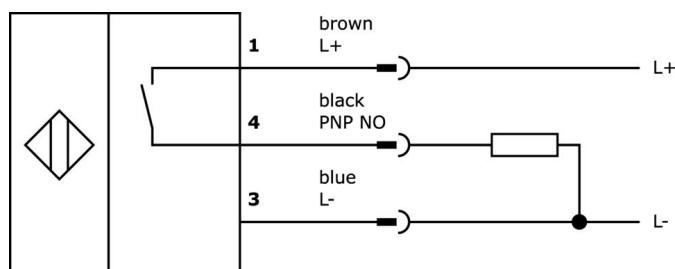 brown
1 L+
L+
black
4 PNP NO
blue
3 L-
L-